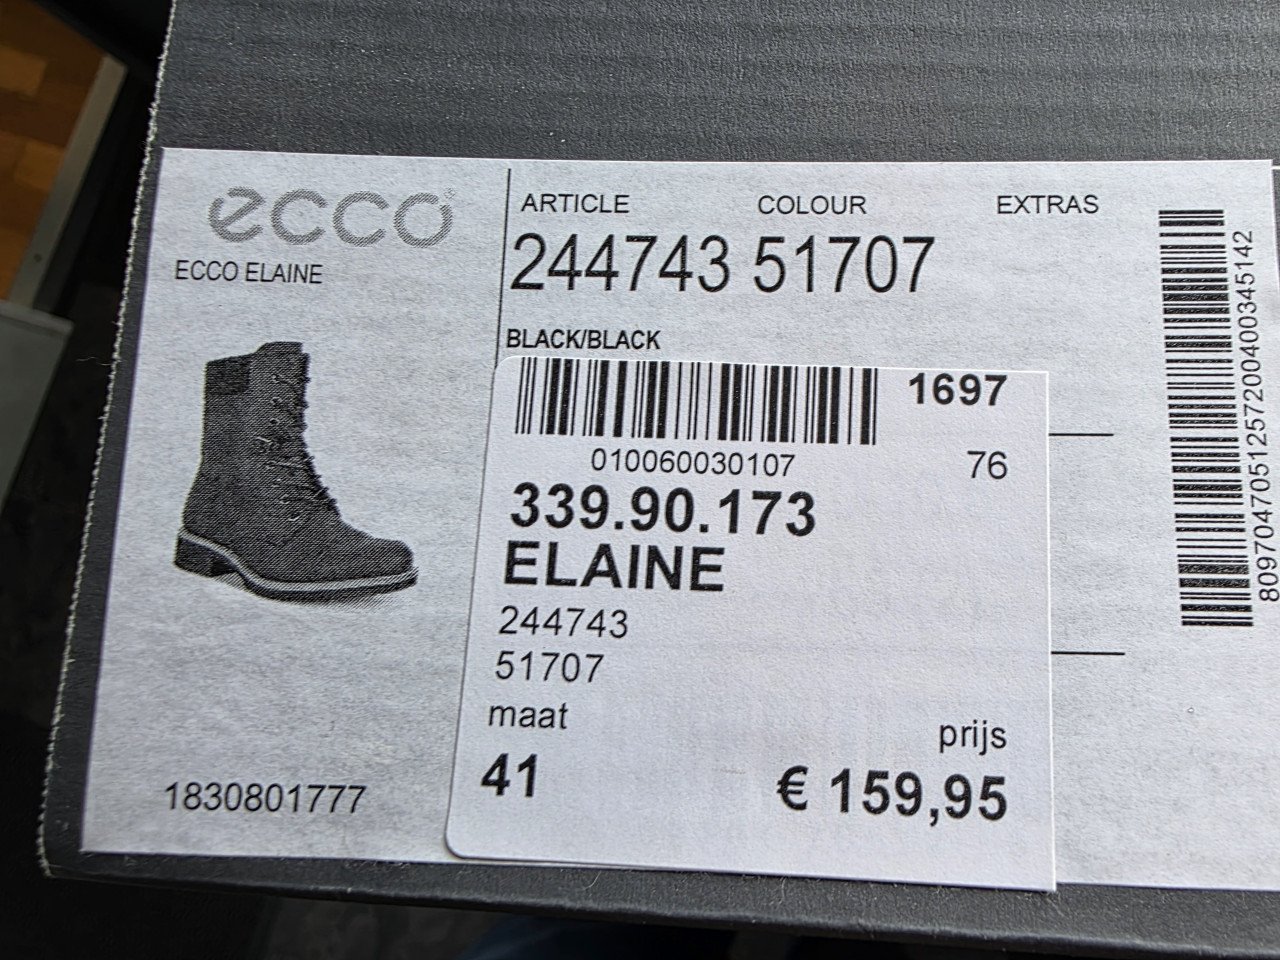 ecco
ECCO ELAINE
ARTICLE COLOUR EXTRAS
244743 51707
BLACK/BLACK
010060030107
1697
76
339.90.173
ELAINE
244743
51707
maat
41
prijs
€ 159,95
1830801777
8097047051257200400345142